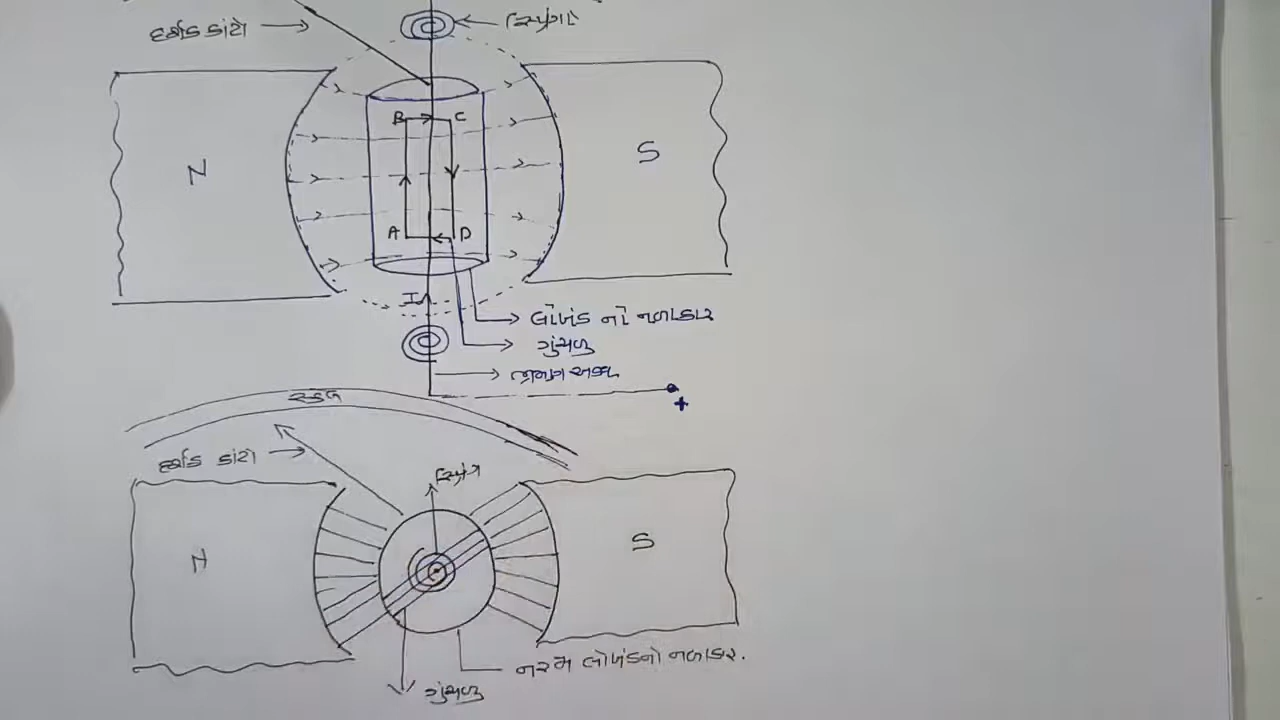 સ્પ્રિંગ
દર્શક કાંટો
B C
N S
A D
I
લોખંડ નો નળાકાર
ગુંચળુ
ભ્રમણ અક્ષ
+
સ્કેલ
દર્શક કાંટો
સ્પ્રિંગ
N S
નરમ લોખંડનો નળાકાર.
ગુંચળુ